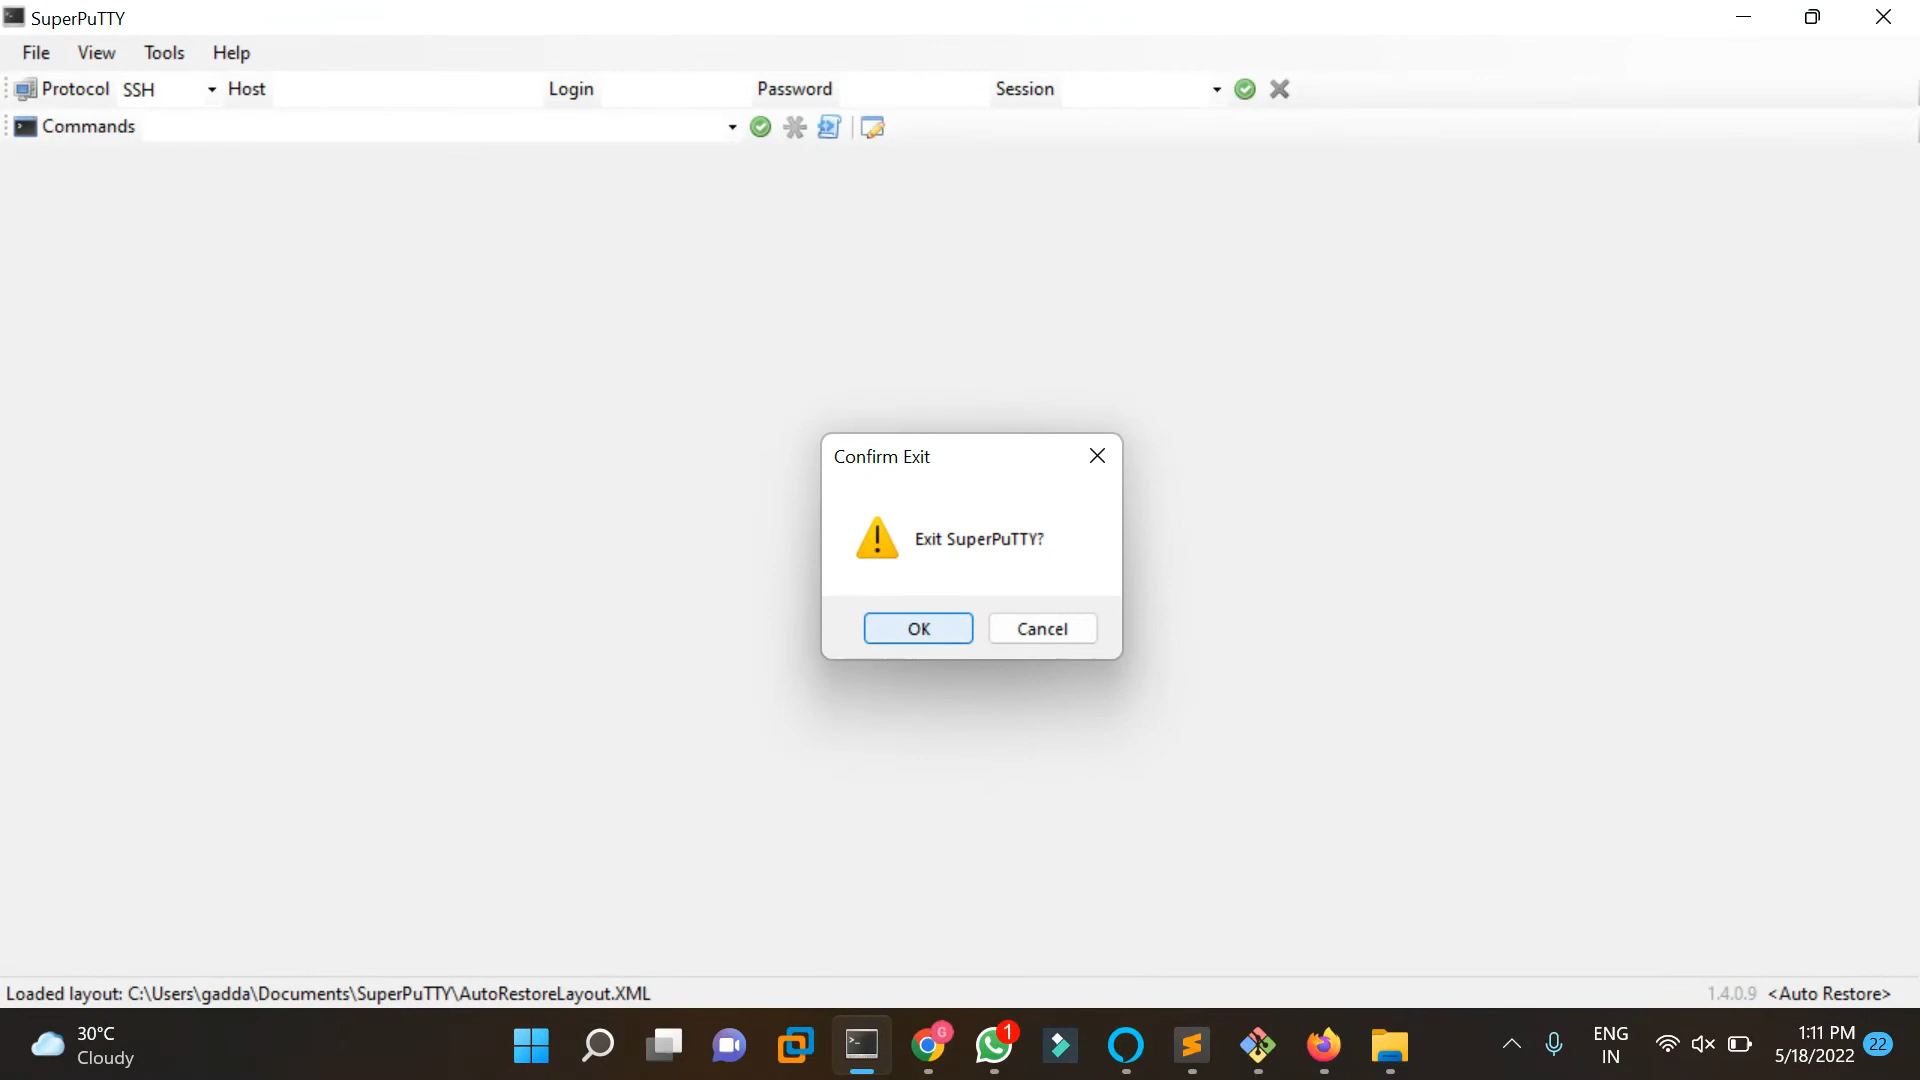 SuperPuTTY
File View Tools Help
Protocol SSH Host Login Password Session
Commands
Confirm Exit
Exit SuperPuTTY?
OK Cancel
Loaded layout: C:\Users\gadda\Documents\SuperPuTTY\AutoRestoreLayout.XML 1.4.0.9 <Auto Restore>
30°C
Cloudy
G
1
ENG
IN
1:11 PM
5/18/2022
22